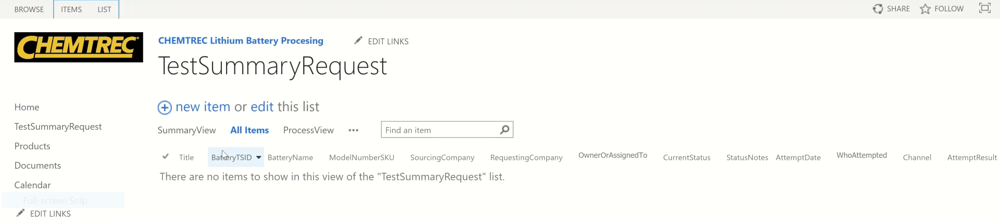 BROWSE ITEMS LIST SHARE FOLLOW
CHEMTREC®
CHEMTREC Lithium Battery Procesing EDIT LINKS
TestSummaryRequest
Home
TestSummaryRequest
Products
Documents
Calendar
Full-screen Snip
EDIT LINKS
new item or edit this list
SummaryView All Items ProcessView ••• Find an item
Title BatteryTSID BatteryName ModelNumberSKU SourcingCompany RequestingCompany OwnerOrAssignedTo CurrentStatus StatusNotes AttemptDate WhoAttempted Channel AttemptResult
There are no items to show in this view of the "TestSummaryRequest" list.